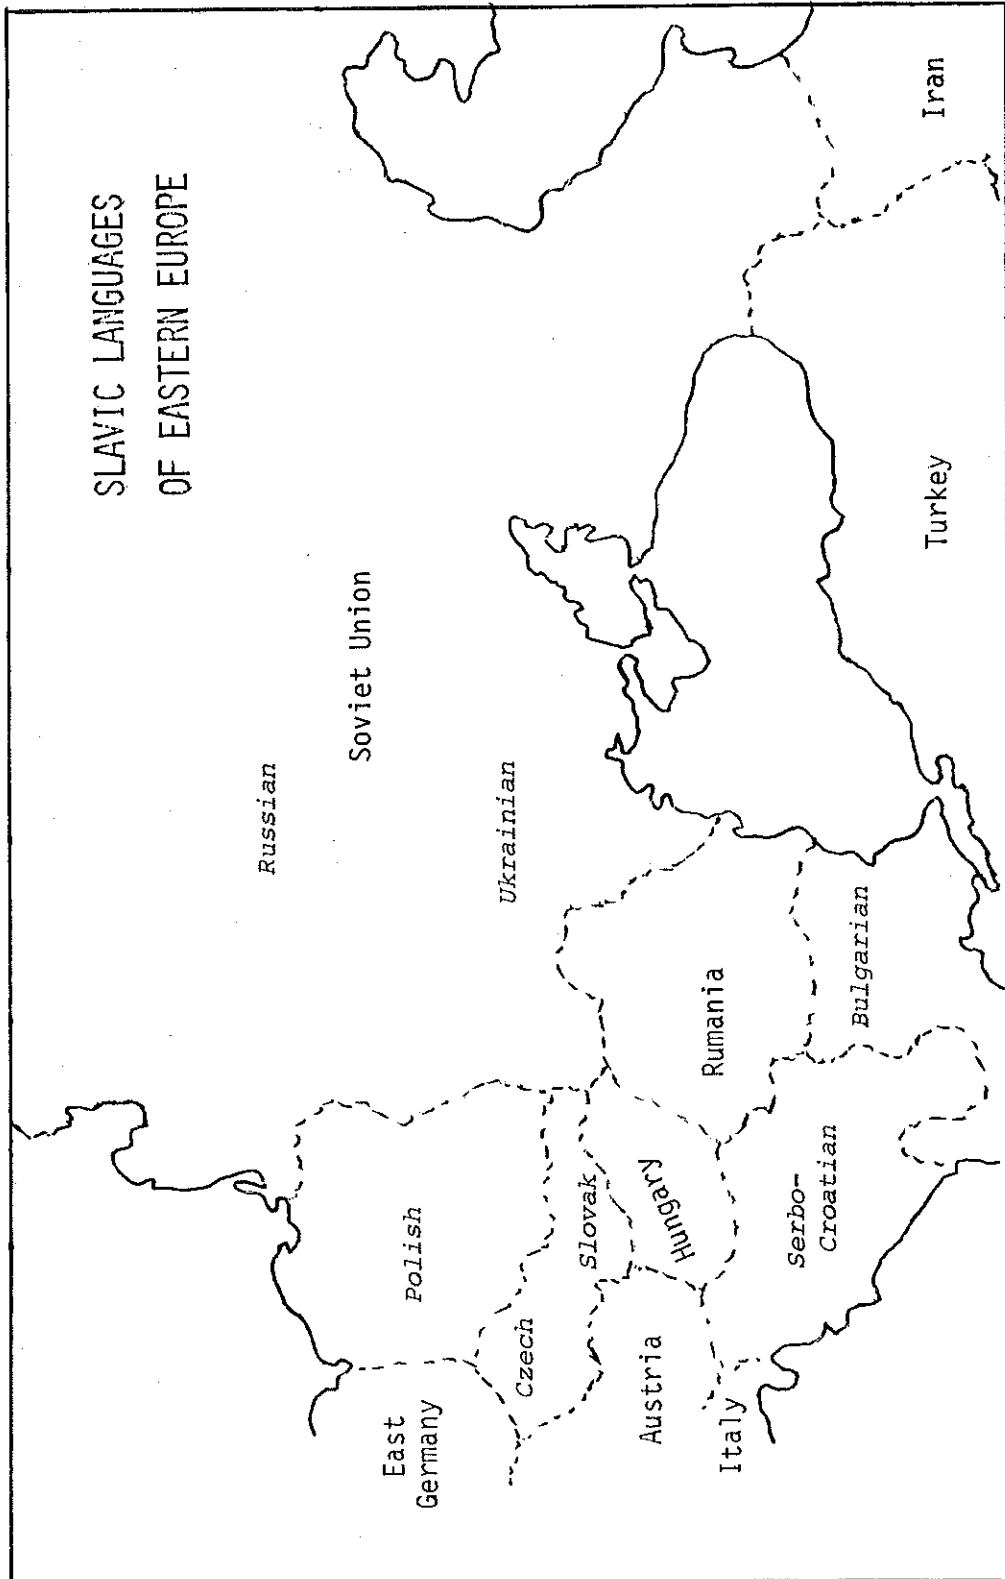 SLAVIC LANGUAGES
OF EASTERN EUROPE
Russian
Soviet Union
Ukrainian
Polish
East
Germany
Czech
Slovak
Hungary
Austria
Italy
Rumania
Serbo-
Croatian
Bulgarian
Turkey
Iran